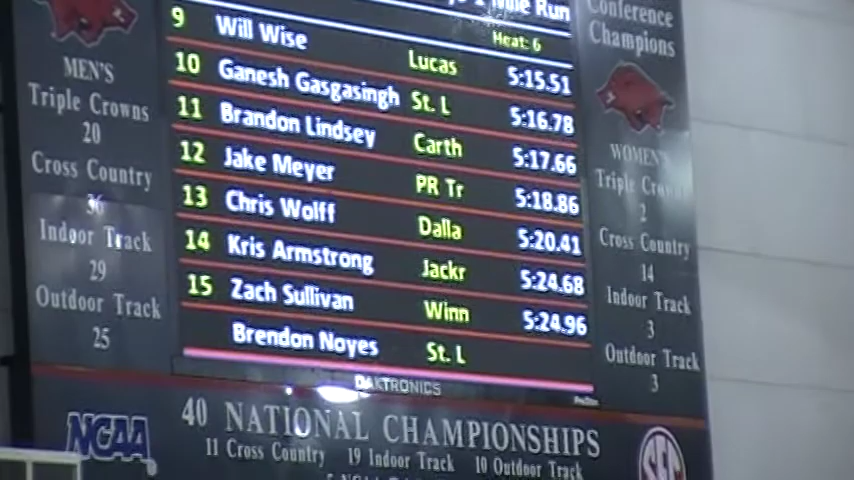 1 Mile Run
Heat: 6
9 Will Wise Lucas 5:15.51
10 Ganesh Gasgasingh St. L 5:16.78
11 Brandon Lindsey Carth 5:17.66
12 Jake Meyer PR Tr 5:18.86
13 Chris Wolff Dalla 5:20.41
14 Kris Armstrong Jackr 5:24.68
15 Zach Sullivan Winn 5:24.96
Brendon Noyes St. L
MEN'S
Triple Crowns
20
Cross Country
36
Indoor Track
29
Outdoor Track
25
Conference
Champions
WOMEN'S
Triple Crowns
2
Cross Country
14
Indoor Track
3
Outdoor Track
3
DAKTRONICS
NCAA
40 NATIONAL CHAMPIONSHIPS
11 Cross Country 19 Indoor Track 10 Outdoor Track
SEC